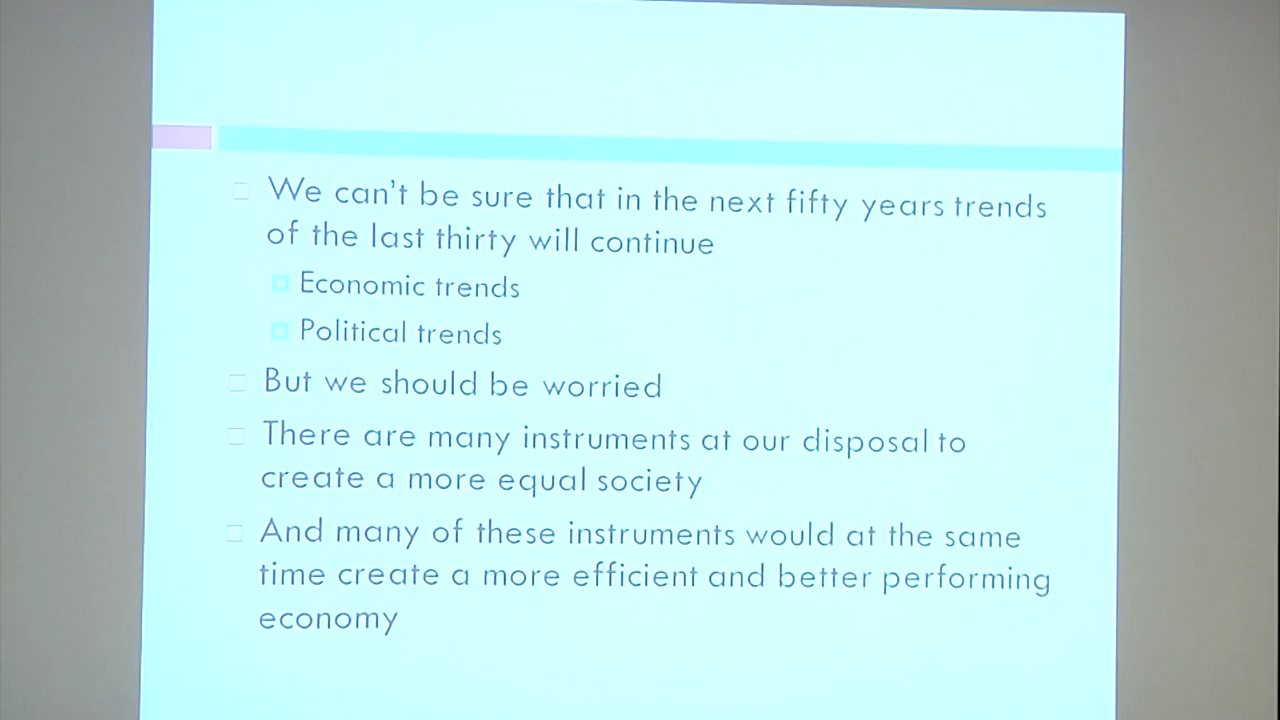 We can't be sure that in the next fifty years trends
of the last thirty will continue
Economic trends
Political trends
But we should be worried
There are many instruments at our disposal to
create a more equal society
And many of these instruments would at the same
time create a more efficient and better performing
economy